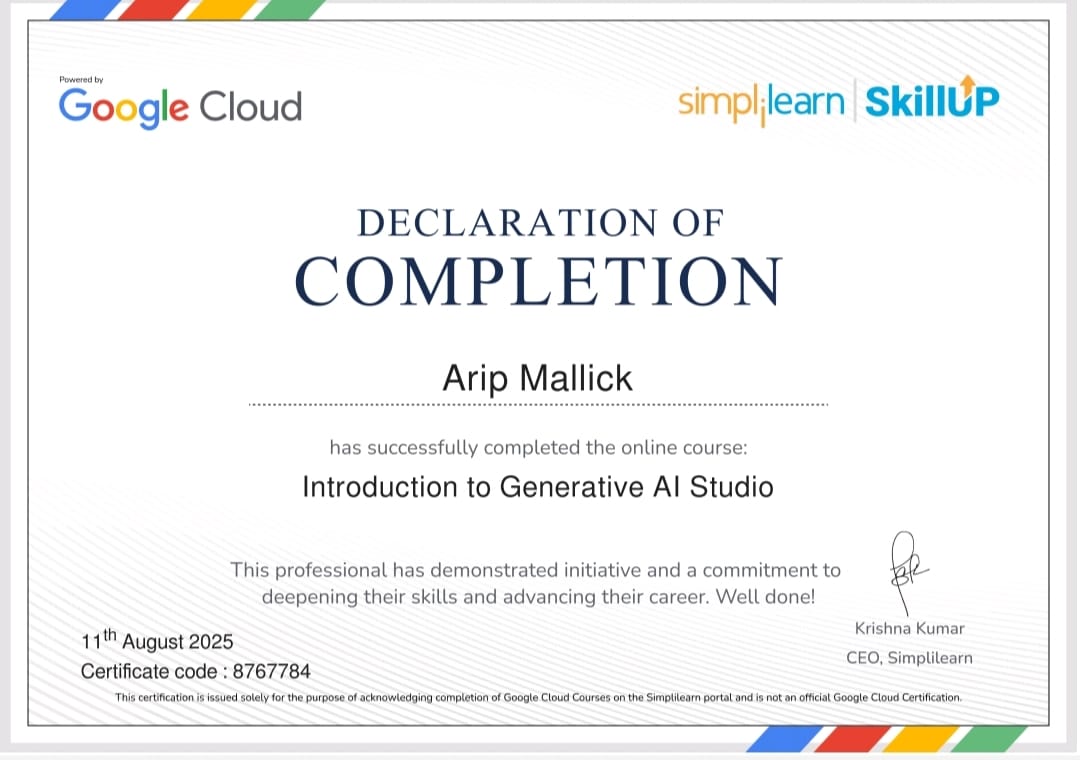 Powered by
Google Cloud
simplilearn | SkillUP
DECLARATION OF
COMPLETION
Arip Mallick
has successfully completed the online course:
Introduction to Generative AI Studio
This professional has demonstrated initiative and a commitment to
deepening their skills and advancing their career. Well done!
11th August 2025
Certificate code : 8767784
Krishna Kumar
CEO, Simplilearn
This certification is issued solely for the purpose of acknowledging completion of Google Cloud Courses on the Simplilearn portal and is not an official Google Cloud Certification.